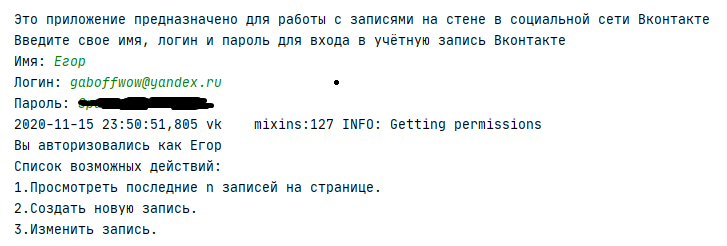 Это приложение предназначено для работы с записями на стене в социальной сети Вконтакте
Введите свое имя, логин и пароль для входа в учётную запись Вконтакте
Имя: Егор
Логин: gaboffwow@yandex.ru
Пароль:
2020-11-15 23:50:51,805 vk    mixins:127 INFO: Getting permissions
Вы авторизовались как Егор
Список возможных действий:
1.Просмотреть последние n записей на странице.
2.Создать новую запись.
3.Изменить запись.